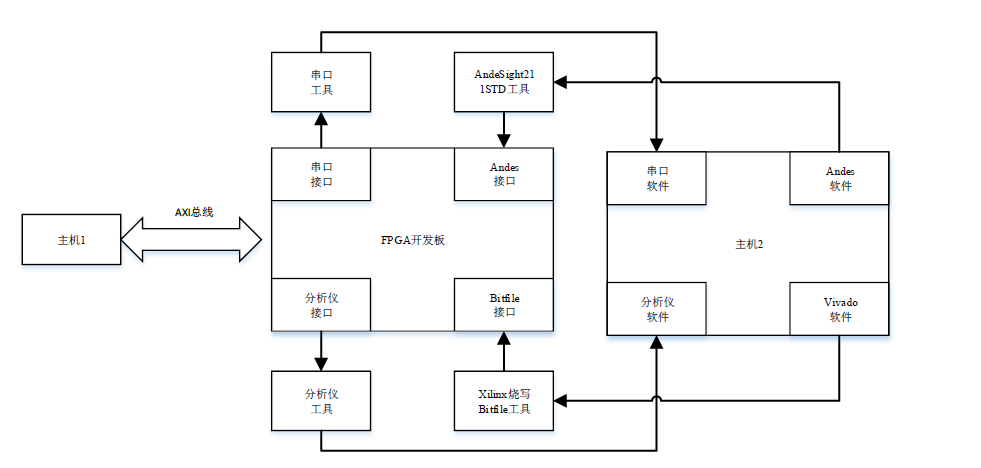 串口
工具
AndeSight21
1STD工具
串口
接口
Andes
接口
串口
软件
Andes
软件
AXI总线
主机1
FPGA开发板
主机2
分析仪
接口
Bitfile
接口
分析仪
软件
Vivado
软件
分析仪
工具
Xilinx烧写
Bitfile工具